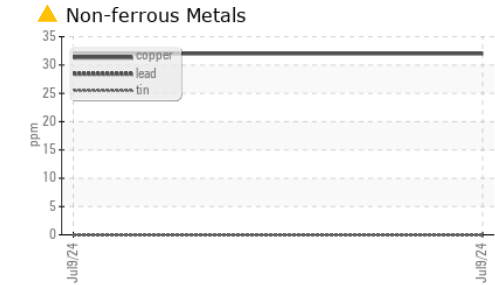 Non-ferrous Metals
35
30
25
20
15
10
5
0
ppm
copper
lead
tin
Jul9/24
Jul9/24